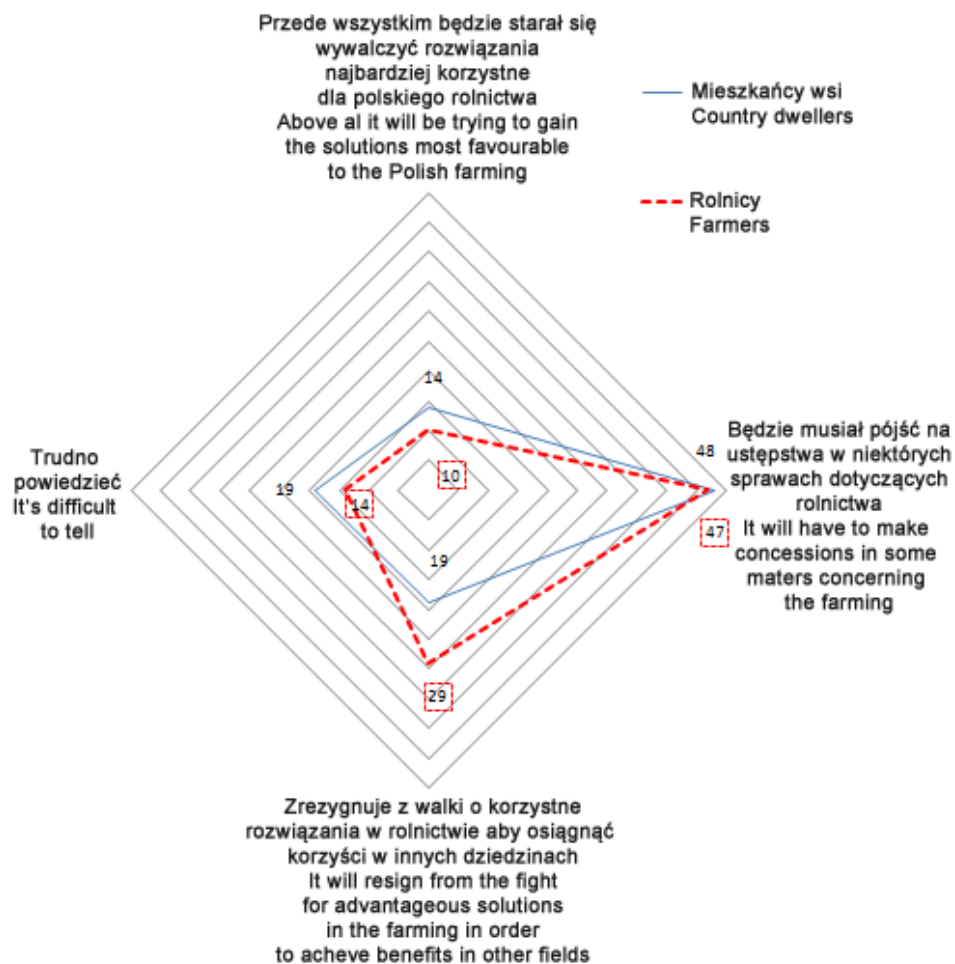 Przede wszystkim będzie starał się
wywalczyć rozwiązania
najbardziej korzystne
dla polskiego rolnictwa
Above al it will be trying to gain
the solutions most favourable
to the Polish farming
Mieszkańcy wsi
Country dwellers
Rolnicy
Farmers
14
48
Będzie musiał pójść na
ustępstwa w niektórych
sprawach dotyczących
rolnictwa
It will have to make
concessions in some
maters concerning
the farming
10
47
Trudno
powiedzieć
It's difficult
to tell
19
14
19
29
Zrezygnuje z walki o korzystne
rozwiązania w rolnictwie aby osiągnąć
korzyści w innych dziedzinach
It will resign from the fight
for advantageous solutions
in the farming in order
to acheve benefits in other fields